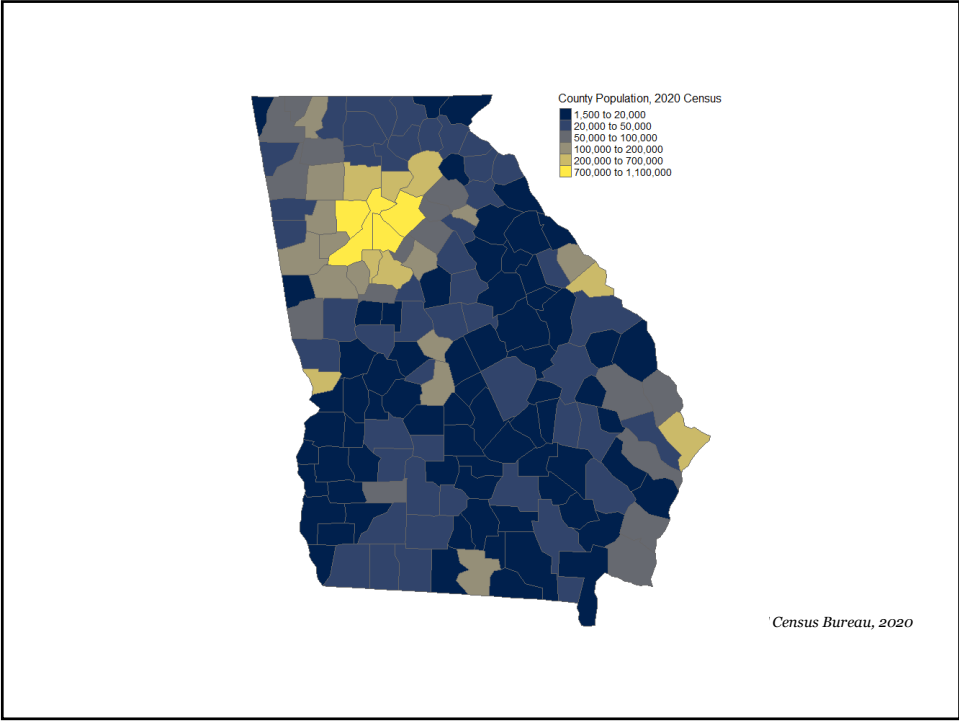 County Population, 2020 Census
1,500 to 20,000
20,000 to 50,000
50,000 to 100,000
100,000 to 200,000
200,000 to 700,000
700,000 to 1,100,000
Census Bureau, 2020